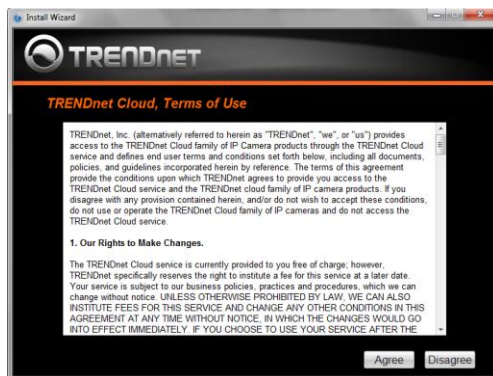 Install Wizard
TRENDNET
TRENDnet Cloud, Terms of Use
TRENDnet, Inc. (alternatively referred to herein as "TRENDnet", "we", or "us") provides
access to the TRENDnet Cloud family of IP Camera products through the TRENDnet Cloud
service and defines end user terms and conditions set forth below, including all documents,
policies, and guidelines incorporated herein by reference. The terms of this agreement
provide the conditions upon which TRENDnet agrees to provide you access to the
TRENDnet Cloud service and the TRENDnet cloud family of IP camera products. If you
disagree with any provision contained herein, and/or do not wish to accept these conditions,
do not use or operate the TRENDnet Cloud family of IP cameras and do not access the
TRENDnet Cloud service.
1. Our Rights to Make Changes.
The TRENDnet Cloud service is currently provided to you free of charge; however,
TRENDnet specifically reserves the right to institute a fee for this service at a later date.
Your service is subject to our business policies, practices and procedures, which we can
change without notice. UNLESS OTHERWISE PROHIBITED BY LAW, WE CAN ALSO
INSTITUTE FEES FOR THIS SERVICE AND CHANGE ANY OTHER CONDITIONS IN THIS
AGREEMENT AT ANY TIME WITHOUT NOTICE, IN WHICH THE CHANGES WOULD GO
INTO EFFECT IMMEDIATELY. IF YOU CHOOSE TO USE YOUR SERVICE AFTER THE
Agree Disagree